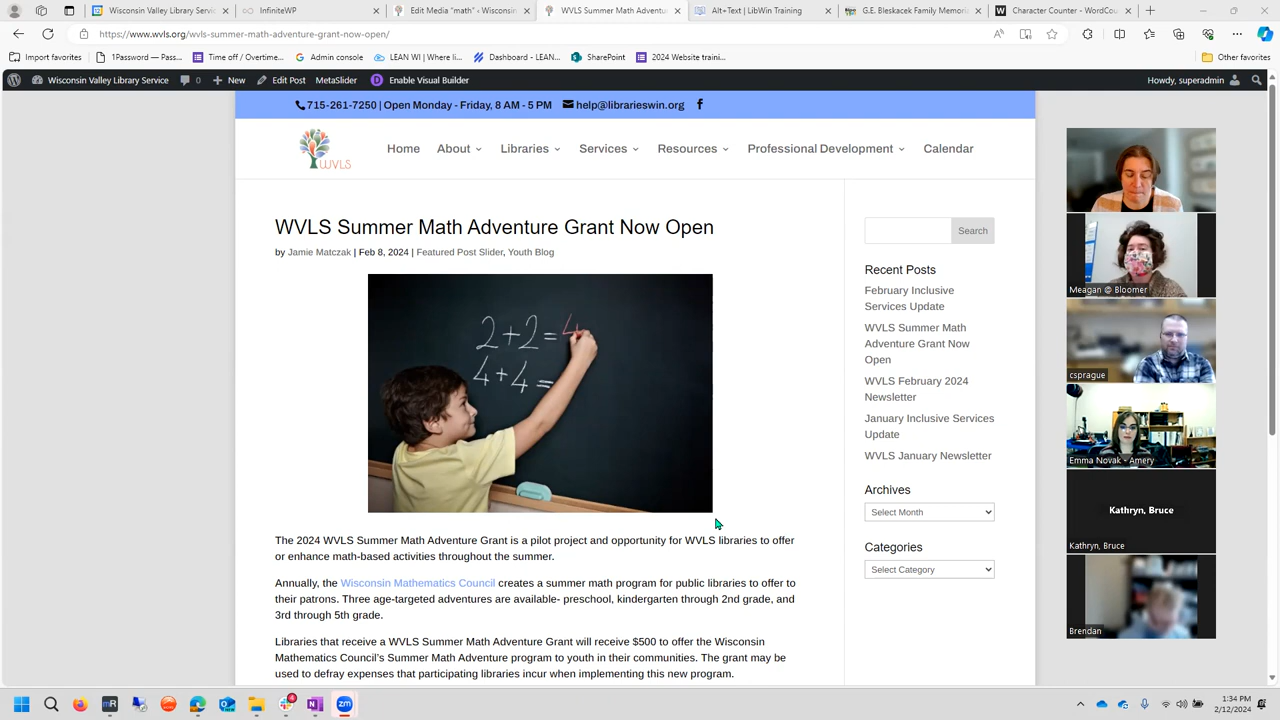 Wisconsin Valley Library Servi
InfiniteWP
Edit Media "math" ‹ Wisconsin
WVLS Summer Math Adventu
Alt+Text | LibWin Training
G.E. Bleskacek Family Memoria
Character Counter - WordCou
https://www.wvls.org/wvls-summer-math-adventure-grant-now-open/
Import favorites
1Password — Pass...
Time off / Overtime...
Admin console
LEAN WI | Where li...
Dashboard - LEAN...
SharePoint
2024 Website traini...
Other favorites
Wisconsin Valley Library Service
0
New
Edit Post
MetaSlider
Enable Visual Builder
Howdy, superadmin
715-261-7250 | Open Monday - Friday, 8 AM - 5 PM
help@librarieswin.org
WVLS
Home
About
Libraries
Services
Resources
Professional Development
Calendar
WVLS Summer Math Adventure Grant Now Open
by Jamie Matczak | Feb 8, 2024 | Featured Post Slider, Youth Blog
2+2=4
4+4=
The 2024 WVLS Summer Math Adventure Grant is a pilot project and opportunity for WVLS libraries to offer
or enhance math-based activities throughout the summer.
Annually, the Wisconsin Mathematics Council creates a summer math program for public libraries to offer to
their patrons. Three age-targeted adventures are available- preschool, kindergarten through 2nd grade, and
3rd through 5th grade.
Libraries that receive a WVLS Summer Math Adventure Grant will receive $500 to offer the Wisconsin
Mathematics Council's Summer Math Adventure program to youth in their communities. The grant may be
used to defray expenses that participating libraries incur when implementing this new program.
Search
Recent Posts
February Inclusive
Services Update
WVLS Summer Math
Adventure Grant Now
Open
WVLS February 2024
Newsletter
January Inclusive Services
Update
WVLS January Newsletter
Archives
Select Month
Categories
Select Category
Meagan @ Bloomer
csprague
Emma Novak - Amery
Kathryn, Bruce
Kathryn, Bruce
Brendan
1:34 PM
2/12/2024